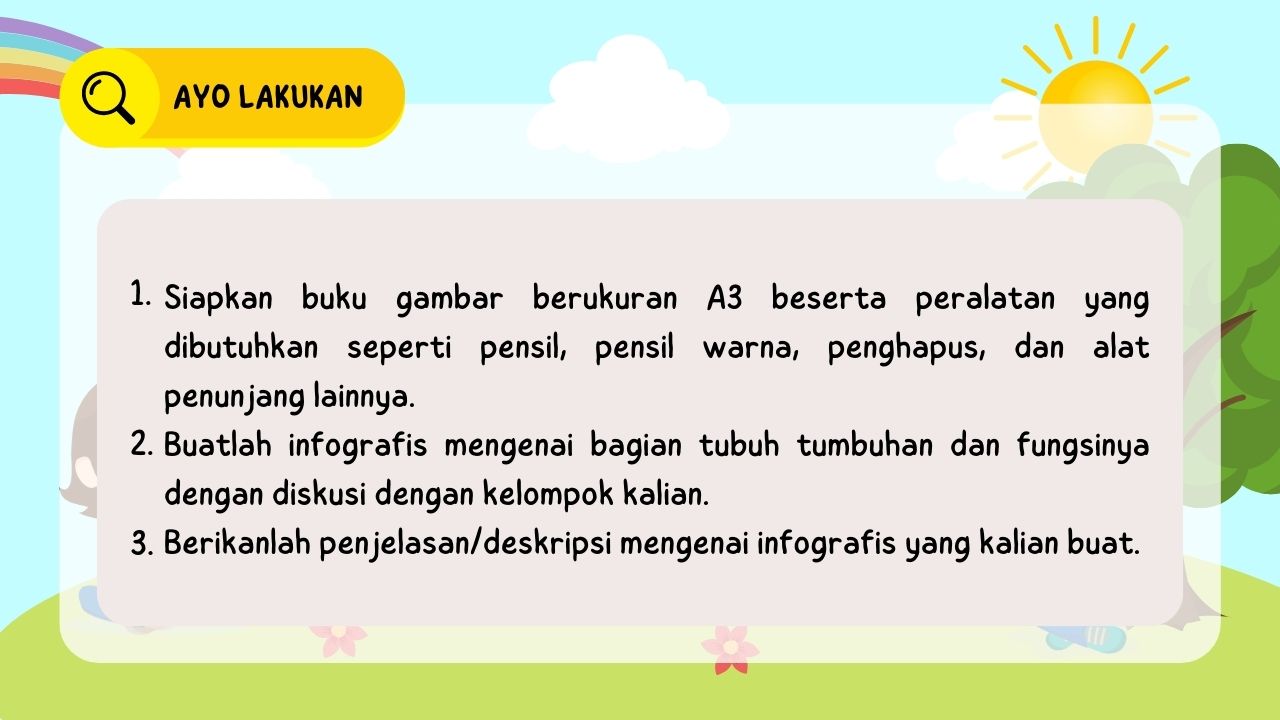 AYO LAKUKAN
1. Siapkan buku gambar berukuran A3 beserta peralatan yang
dibutuhkan seperti pensil, pensil warna, penghapus, dan alat
penunjang lainnya.
2. Buatlah infografis mengenai bagian tubuh tumbuhan dan fungsinya
dengan diskusi dengan kelompok kalian.
3. Berikanlah penjelasan/deskripsi mengenai infografis yang kalian buat.